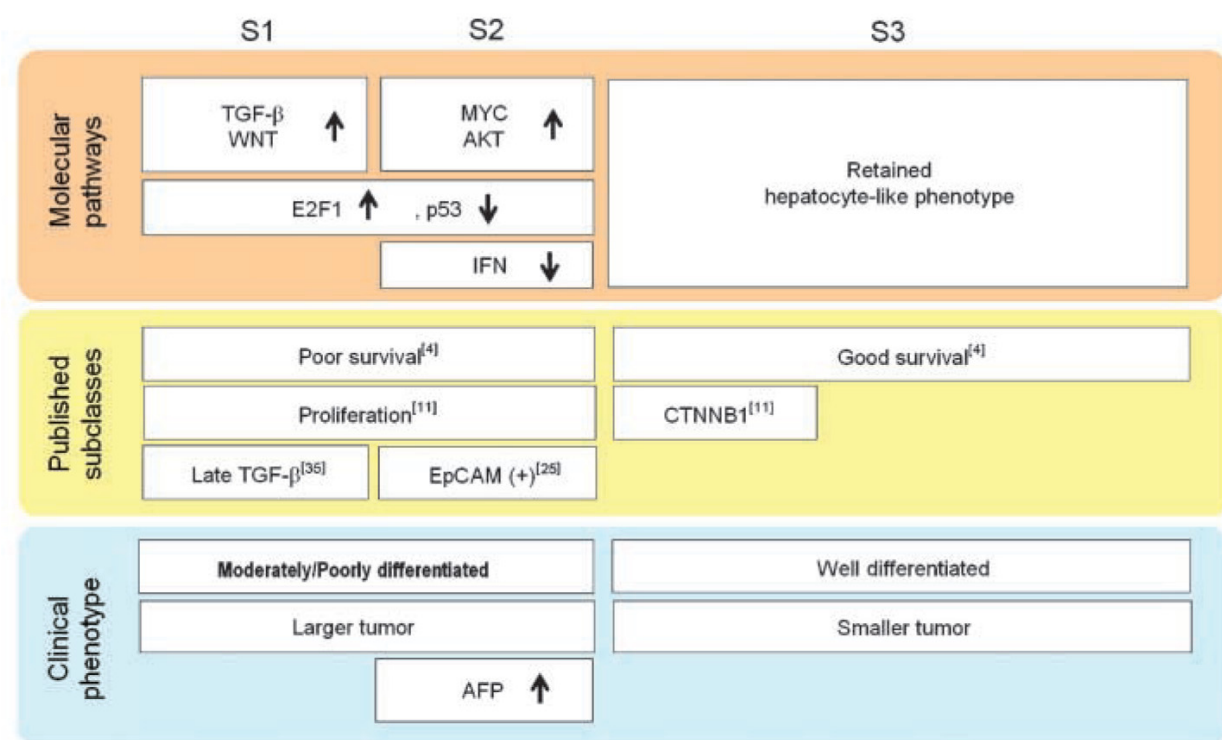 S1 S2 S3
Molecular
pathways
TGF-β
WNT
MYC
AKT
E2F1 , p53
IFN
Retained
hepatocyte-like phenotype
Published
subclasses
Poor survival[4]
Good survival[4]
Proliferation[11]
CTNNB1[11]
Late TGF-β[35]
EpCAM (+)[25]
Clinical
phenotype
Moderately/Poorly differentiated
Well differentiated
Larger tumor
Smaller tumor
AFP